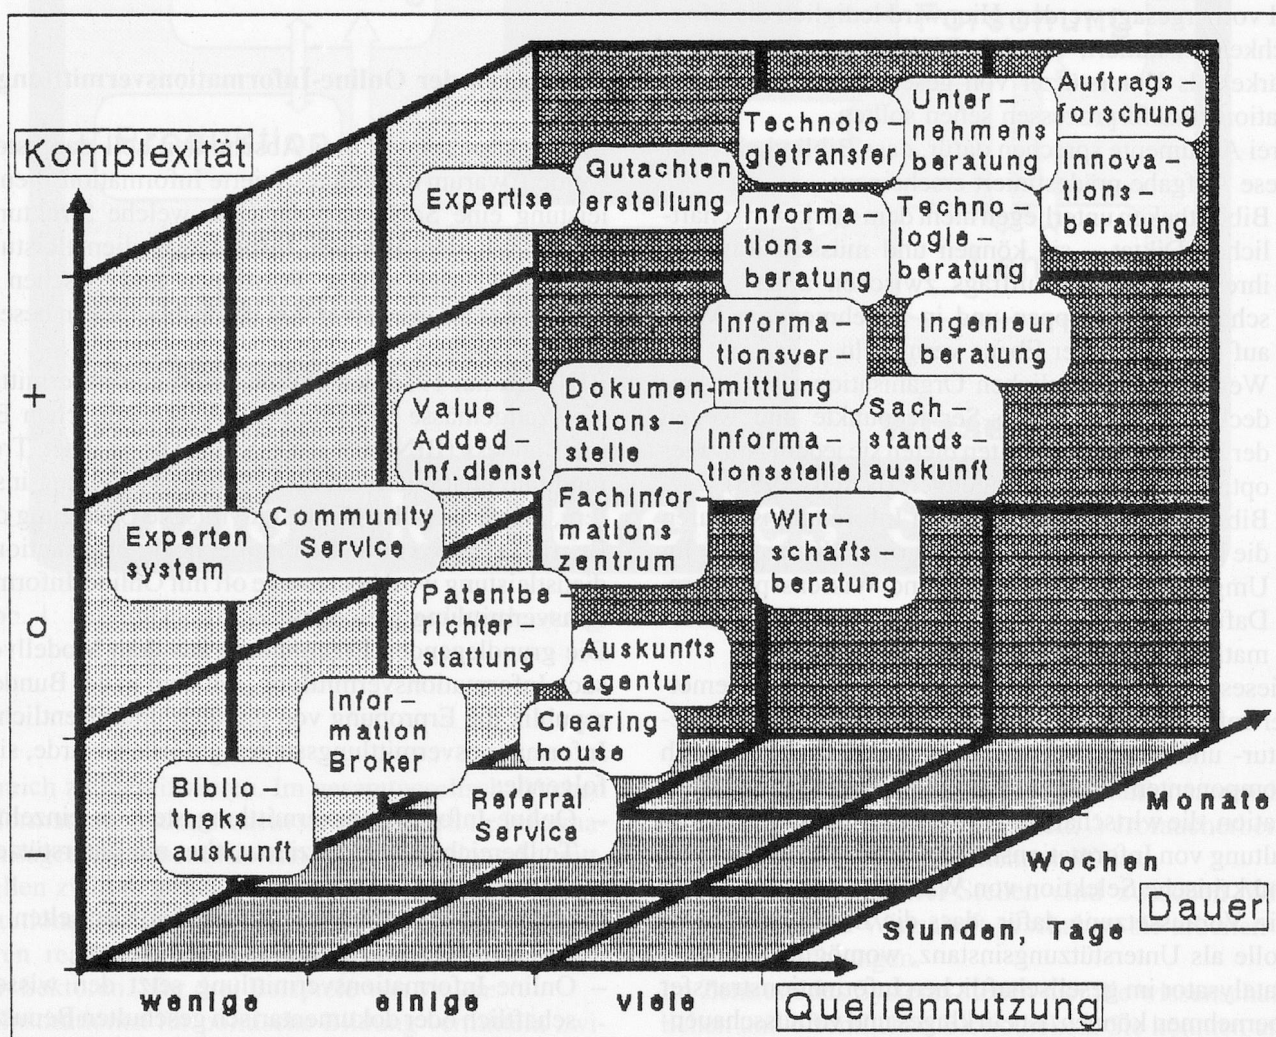 Komplexität
+
o
–
Auftrags–
forschung
Unter–
nehmens
beratung
Technolo
gietransfer
Innova
tions–
beratung
Gutachten
erstellung
Expertise
Informa–
tions–
beratung
Techno–
logie–
beratung
Informa–
tionsver–
mittlung
Ingenieur
beratung
Dokumen–
tations–
stelle
Value–
Added–
Inf.dienst
Sach
stands–
auskunft
Informa–
tionsstelle
Community
Service
Fachinfor–
mations
zentrum
Wirt–
schafts–
beratung
Experten
system
Patentbe–
richter–
stattung
Auskunfts
agentur
Infor–
mation
Broker
Clearing
house
Biblio
theks–
auskunft
Referral
Service
Monate
Wochen
Stunden, Tage
Dauer
wenige
einige
viele
Quellennutzung